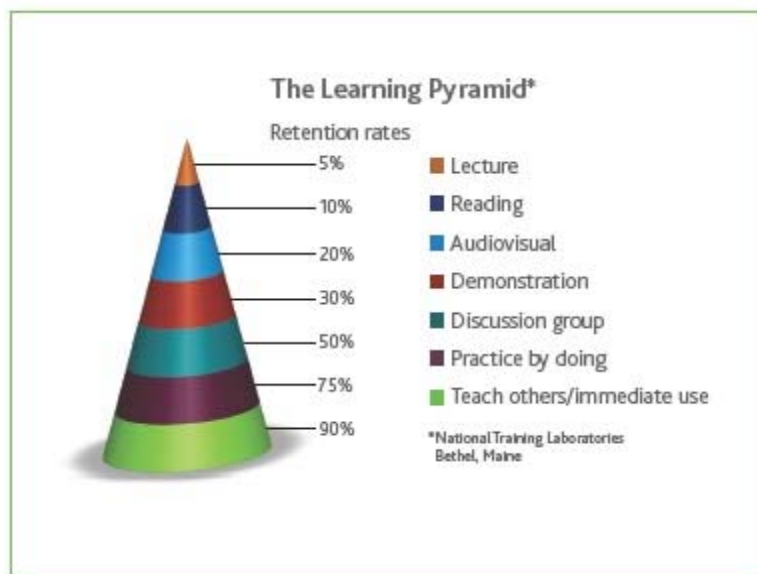 The Learning Pyramid*
Retention rates
5%
10%
20%
30%
50%
75%
90%
Lecture
Reading
Audiovisual
Demonstration
Discussion group
Practice by doing
Teach others/immediate use
*National Training Laboratories
Bethel, Maine